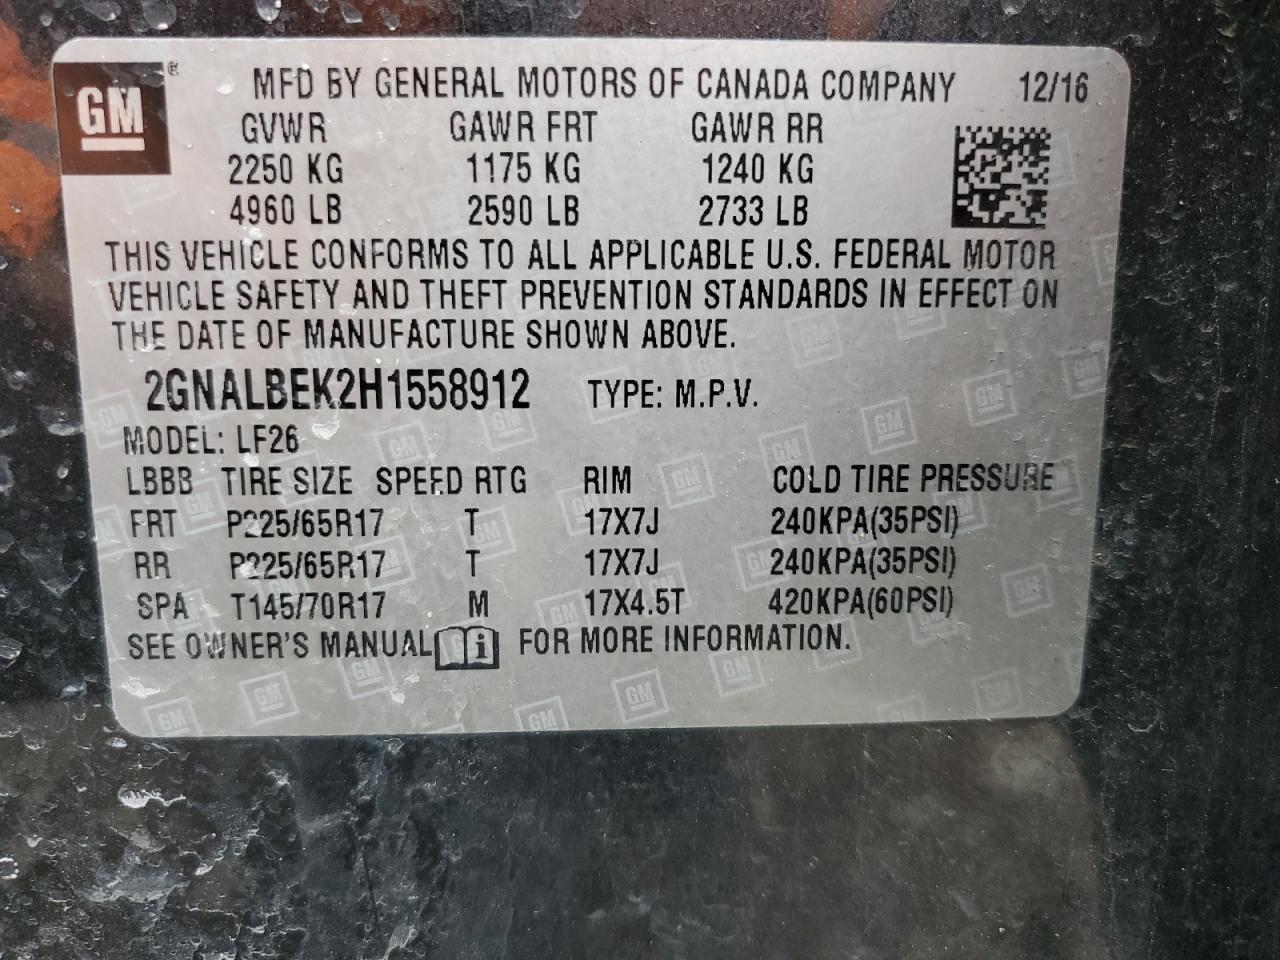 GM®
MFD BY GENERAL MOTORS OF CANADA COMPANY 12/16
GVWR GAWR FRT GAWR RR
2250 KG 1175 KG 1240 KG
4960 LB 2590 LB 2733 LB
THIS VEHICLE CONFORMS TO ALL APPLICABLE U.S. FEDERAL MOTOR
VEHICLE SAFETY AND THEFT PREVENTION STANDARDS IN EFFECT ON
THE DATE OF MANUFACTURE SHOWN ABOVE.
2GNALBEK2H1558912 TYPE: M.P.V.
MODEL: LF26
LBBB TIRE SIZE SPEED RTG RIM COLD TIRE PRESSURE
FRT P225/65R17 T 17X7J 240KPA(35PSI)
RR P225/65R17 T 17X7J 240KPA(35PSI)
SPA T145/70R17 M 17X4.5T 420KPA(60PSI)
SEE OWNER'S MANUAL i FOR MORE INFORMATION.